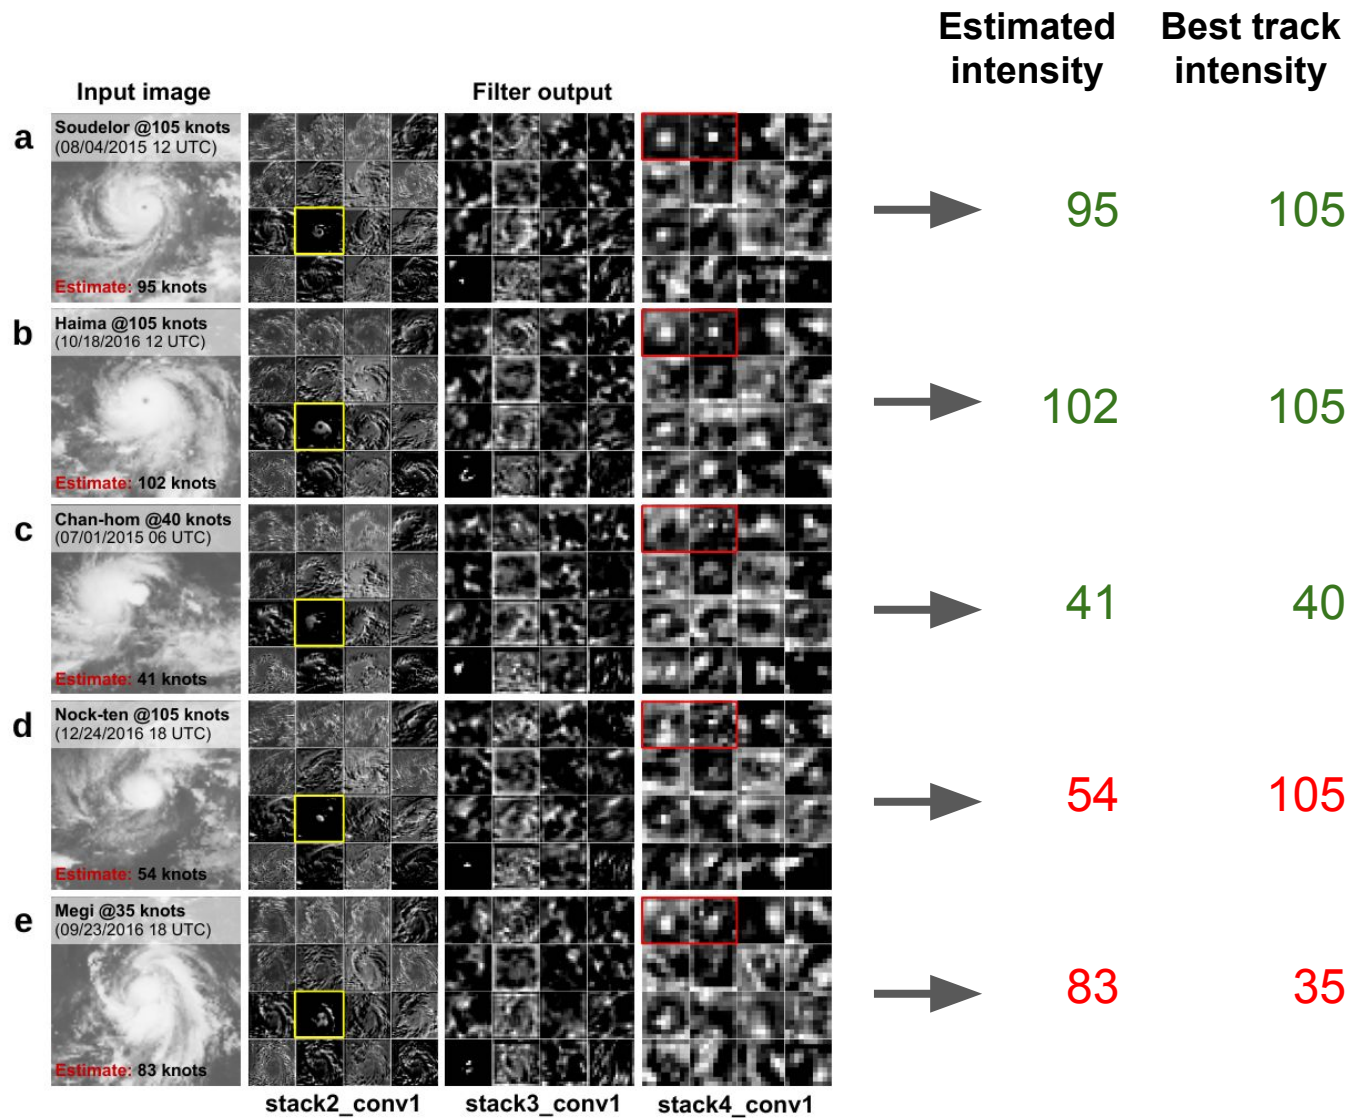 Estimated intensity
Best track intensity
Input image
Filter output
a
Soudelor @105 knots
(08/04/2015 12 UTC)
Estimate: 95 knots
95
105
b
Haima @105 knots
(10/18/2016 12 UTC)
Estimate: 102 knots
102
105
c
Chan-hom @40 knots
(07/01/2015 06 UTC)
Estimate: 41 knots
41
40
d
Nock-ten @105 knots
(12/24/2016 18 UTC)
Estimate: 54 knots
54
105
e
Megi @35 knots
(09/23/2016 18 UTC)
Estimate: 83 knots
83
35
stack2_conv1
stack3_conv1
stack4_conv1